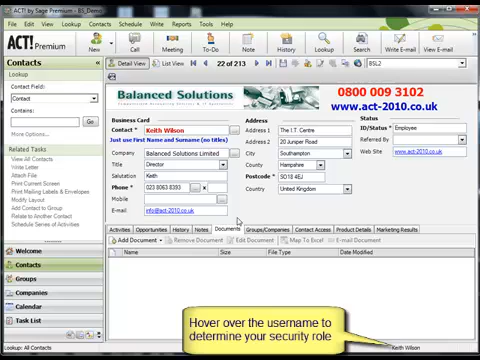 ACT! by Sage Premium - BS_Demo
File Edit View Lookup Contacts Schedule Write Reports Tools Help
ACT! Premium
New Call Meeting To-Do Note History Lookup Search Write E-mail View E-mail
Contacts
Detail View List View 22 of 213 BSL2
Lookup
Contact Field:
Contact
Contains:
Go
More Options...
Related Tasks
View All Contacts
Write Letter
Attach File
Print Current Screen
Print Mailing Labels & Envelopes
Modify Layout
Add Contact to Group
Relate to Another Contact
Schedule Series of Activities
Welcome
Contacts
Groups
Companies
Calendar
Task List
Balanced Solutions
0800 009 3102
www.act-2010.co.uk
Business Card
Contact * Keith Wilson
Just use First Name and Surname (no titles)
Company Balanced Solutions Limited
Title Director
Salutation Keith
Phone * 023 8063 8393 x
Mobile
E-mail info@act-2010.co.uk
Address
Address 1 The I.T. Centre
Address 2 20 Juniper Road
City Southampton
County Hampshire
Postcode * SO18 4EJ
Country United Kingdom
Status
ID/Status * Employee
Referred By
Web Site www.act-2010.co.uk
Activities Opportunities History Notes Documents Groups/Companies Contact Access Product Details Marketing Results
Add Document Remove Document Edit Document Map To Excel E-mail Document
Name Size File Type Date Modified
Hover over the username to
determine your security role
Lookup: All Contacts
Keith Wilson